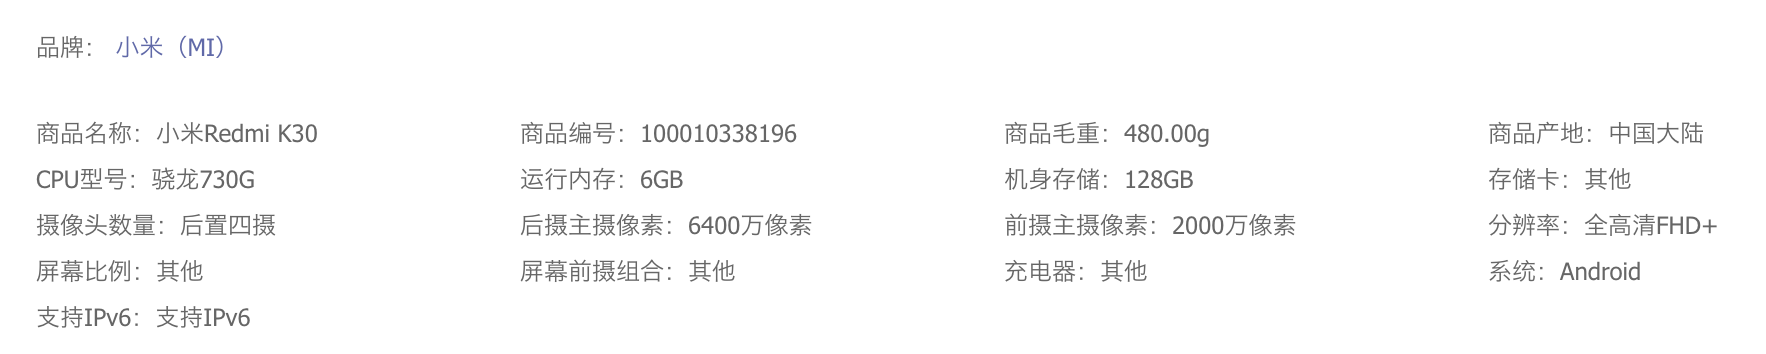 品牌： 小米（MI）
商品名称：小米Redmi K30 商品编号：100010338196 商品毛重：480.00g 商品产地：中国大陆
CPU型号：骁龙730G 运行内存：6GB 机身存储：128GB 存储卡：其他
摄像头数量：后置四摄 后摄主摄像素：6400万像素 前摄主摄像素：2000万像素 分辨率：全高清FHD+
屏幕比例：其他 屏幕前摄组合：其他 充电器：其他 系统：Android
支持IPv6：支持IPv6